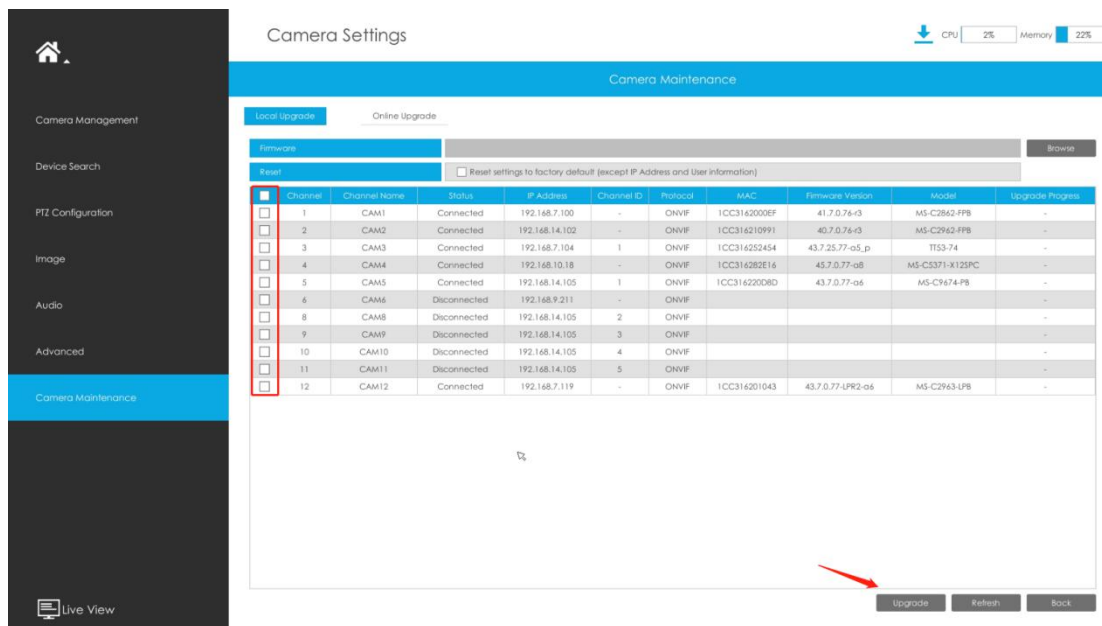 Camera Settings
CPU 2% Memory 22%
Camera Maintenance
Camera Management
Device Search
PTZ Configuration
Image
Audio
Advanced
Camera Maintenance
Live View
Local Upgrade Online Upgrade
Firmware Browse
Reset Reset settings to factory default (except IP Address and User information)
Channel Channel Name Status IP Address Channel ID Protocol MAC Firmware Version Model Upgrade Progress
1 CAM1 Connected 192.168.7.100 - ONVIF 1CC3162000EF 41.7.0.76-r3 MS-C2862-FPB -
2 CAM2 Connected 192.168.14.102 - ONVIF 1CC316210991 40.7.0.76-r3 MS-C2962-FPB -
3 CAM3 Connected 192.168.7.104 1 ONVIF 1CC316252454 43.7.25.77-a5_p TT53-74 -
4 CAM4 Connected 192.168.10.18 - ONVIF 1CC316282E16 45.7.0.77-a8 MS-C5371-X12SPC -
5 CAM5 Connected 192.168.14.105 1 ONVIF 1CC316220D8D 43.7.0.77-a6 MS-C9674-PB -
6 CAM6 Disconnected 192.168.9.211 - ONVIF -
8 CAM8 Disconnected 192.168.14.105 2 ONVIF -
9 CAM9 Disconnected 192.168.14.105 3 ONVIF -
10 CAM10 Disconnected 192.168.14.105 4 ONVIF -
11 CAM11 Disconnected 192.168.14.105 5 ONVIF -
12 CAM12 Connected 192.168.7.119 - ONVIF 1CC316201043 43.7.0.77-LPR2-a6 MS-C2963-LPB -
Upgrade Refresh Back